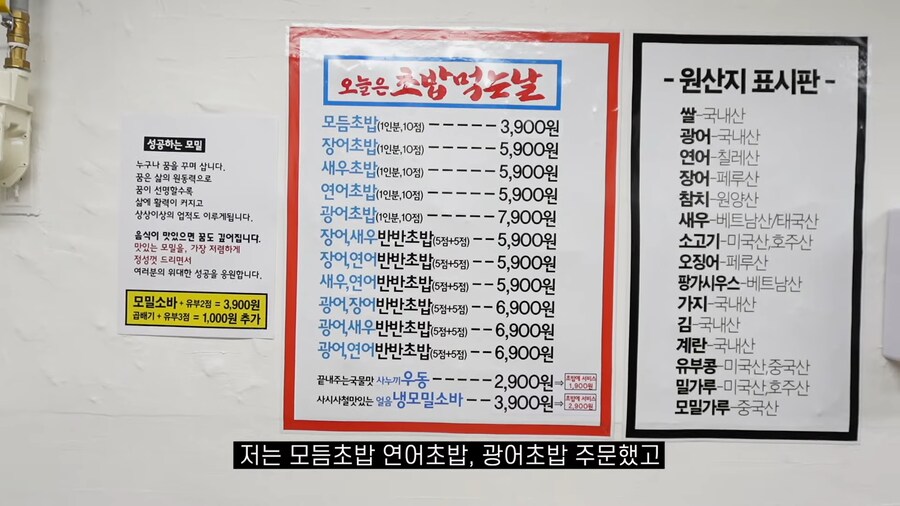 성공하는 모밀
누구나 꿈을 꾸며 삽니다.
꿈은 삶의 원동력으로
꿈이 선명할수록
삶에 활력이 커지고
상상이상의 업적도 이루게됩니다.
음식이 맛있으면 꿈도 깊어집니다.
맛있는 모밀을, 가장 저렴하게
정성껏 드리면서
여러분의 위대한 성공을 응원합니다.
모밀소바 + 유부2점 = 3,900원
곱배기 + 유부3점 = 1,000원 추가
오늘은 초밥먹는날
모듬초밥(1인분,10점) ----- 3,900원
장어초밥(1인분,10점) ----- 5,900원
새우초밥(1인분,10점) ----- 5,900원
연어초밥(1인분,10점) ----- 5,900원
광어초밥(1인분,10점) ----- 7,900원
장어,새우반반초밥(5점+5점) -- 5,900원
장어,연어반반초밥(5점+5점) -- 5,900원
새우,연어반반초밥(5점+5점) -- 5,900원
광어,장어반반초밥(5점+5점) -- 6,900원
광어,새우반반초밥(5점+5점) -- 6,900원
광어,연어반반초밥(5점+5점) -- 6,900원
끝내주는국물맛 사누끼우동 ----- 2,900원⇒ 초밥에 서비스 1,900원
사시사철맛있는 얼음냉모밀소바 -- 3,900원⇒ 초밥에 서비스 2,900원
- 원산지 표시판 -
쌀-국내산
광어-국내산
연어-칠레산
장어-페루산
참치-원양산
새우-베트남산/태국산
소고기-미국산,호주산
오징어-페루산
팡가시우스-베트남산
가지-국내산
김-국내산
계란-국내산
유부콩-미국산,중국산
밀가루-미국산,호주산
모밀가루-중국산
저는 모듬초밥 연어초밥, 광어초밥 주문했고